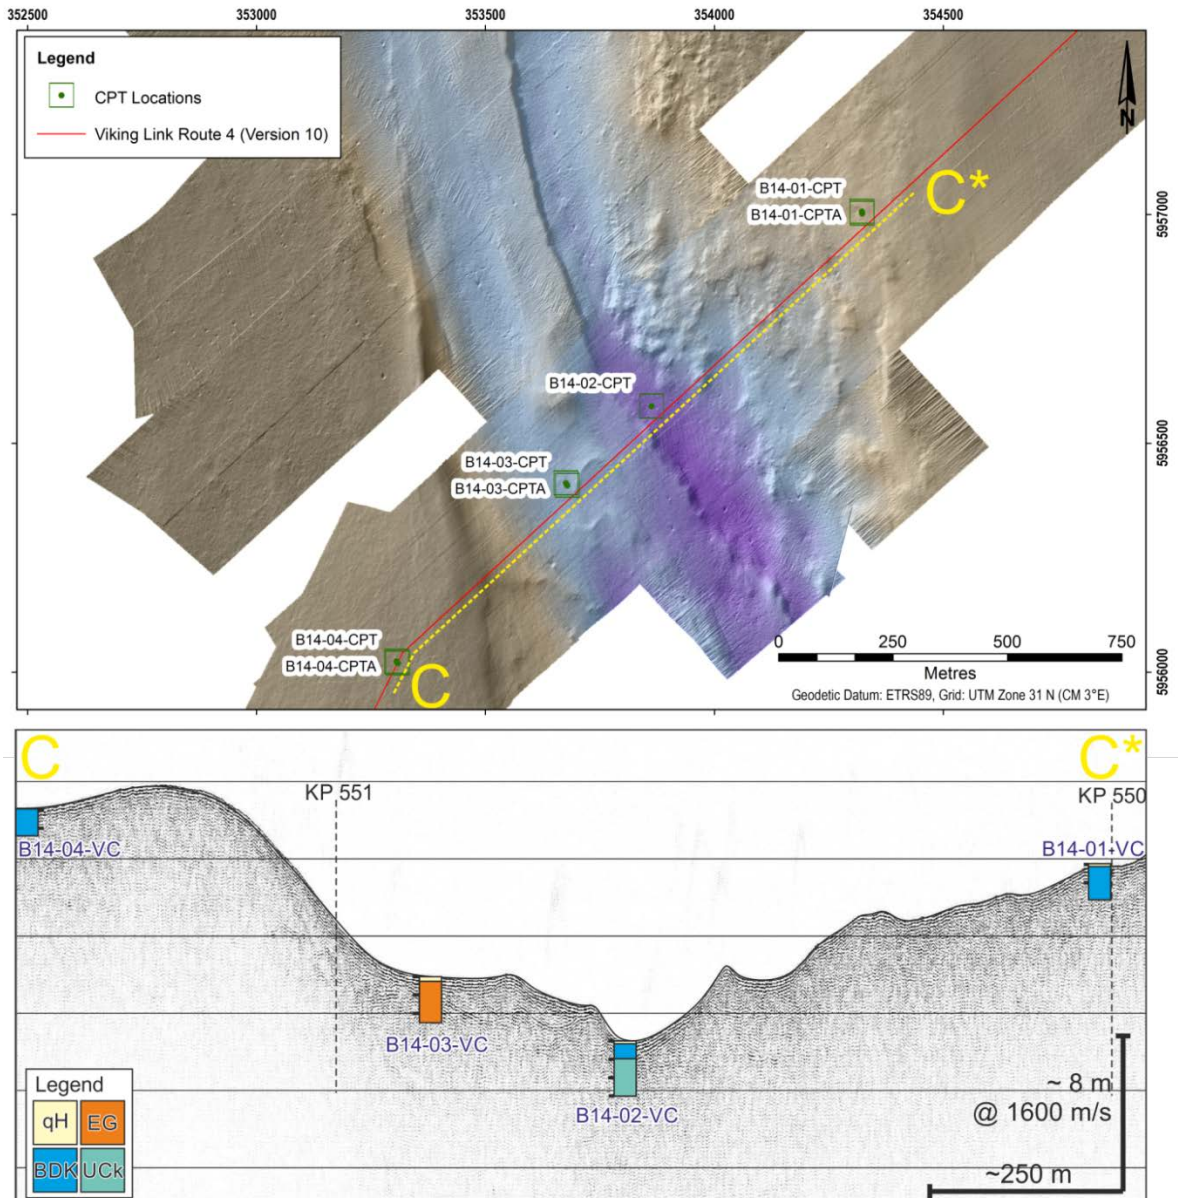 352500
353000
353500
354000
354500
Legend
CPT Locations
Viking Link Route 4 (Version 10)
N
B14-01-CPT
B14-01-CPTA
C*
5957000
B14-02-CPT
5956500
B14-03-CPT
B14-03-CPTA
B14-04-CPT
B14-04-CPTA
C
0 250 500 750
Metres
Geodetic Datum: ETRS89, Grid: UTM Zone 31 N (CM 3°E)
5956000
C
C*
KP 551
KP 550
B14-04-VC
B14-01-VC
B14-03-VC
B14-02-VC
Legend
qH EG
BDK UCk
~ 8 m
@ 1600 m/s
~250 m